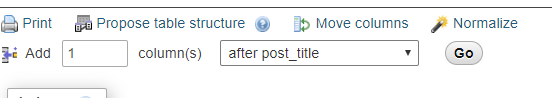 Print Propose table structure Move columns Normalize
Add 1 column(s) after post_title Go